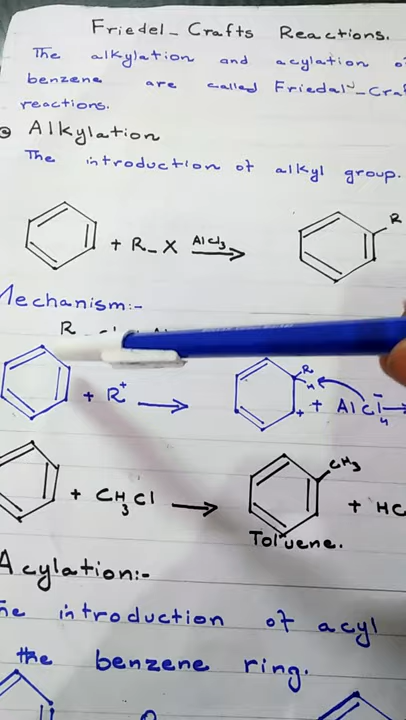 Friedel_Crafts Reactions.
The alkylation and acylation
benzene are called Friedal_Cra
reactions.
Alkylation
The introduction of alkyl group.
+ R_X AlCl3 → R
Mechanism:-
R
+ R+ → R H + + AlCl4- →
+ CH3Cl → CH3 + HC
Toluene.
Acylation:-
he introduction of acyl
the benzene ring.